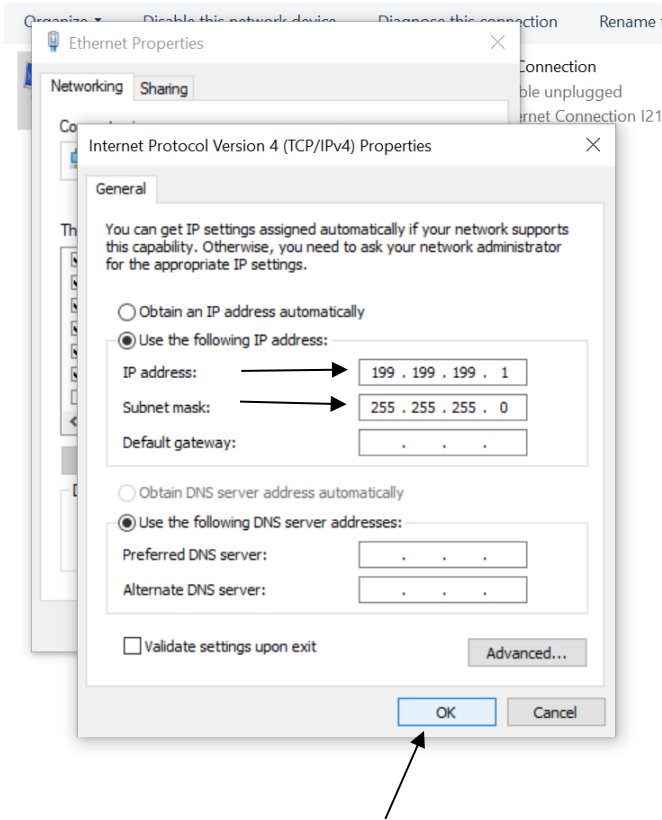 Organize Disable this network device Diagnose this connection Rename
Ethernet Properties
Connection
ble unplugged
ernet Connection I21
Networking Sharing
Co
Internet Protocol Version 4 (TCP/IPv4) Properties
General
Th
You can get IP settings assigned automatically if your network supports
this capability. Otherwise, you need to ask your network administrator
for the appropriate IP settings.
Obtain an IP address automatically
Use the following IP address:
IP address: 199 . 199 . 199 . 1
Subnet mask: 255 . 255 . 255 . 0
Default gateway: . . .
Obtain DNS server address automatically
Use the following DNS server addresses:
Preferred DNS server: . . .
Alternate DNS server: . . .
Validate settings upon exit
Advanced...
OK Cancel